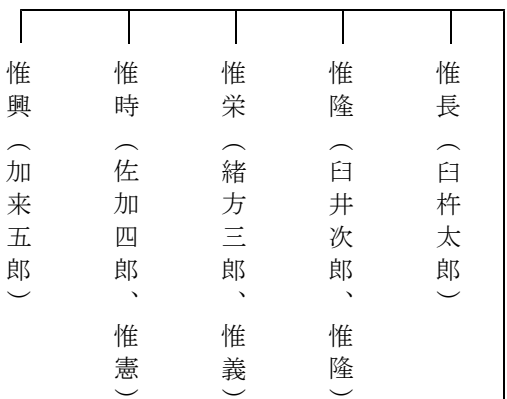 惟長（臼杵太郎）
惟隆（臼井次郎、惟隆）
惟栄（緒方三郎、惟義）
惟時（佐加四郎、惟憲）
惟興（加来五郎）